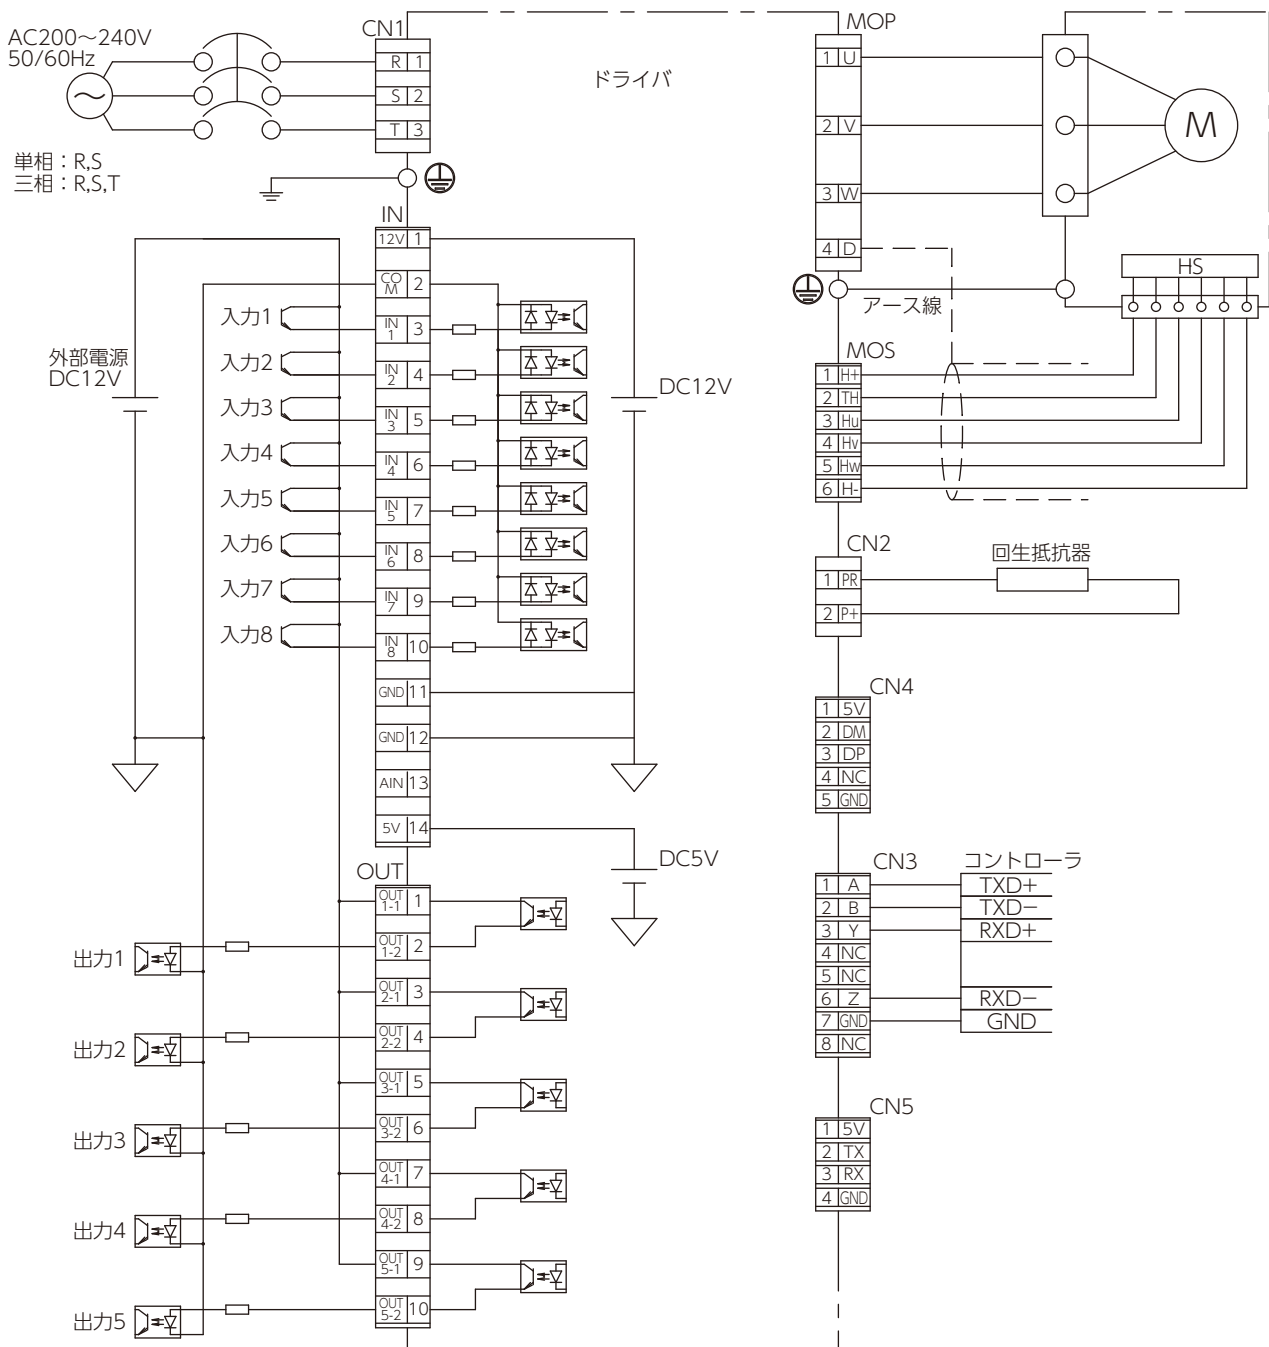 AC200～240V
50/60Hz
単相：R,S
三相：R,S,T
CN1
R 1
S 2
T 3
ドライバ
IN
12V 1
COM 2
IN1 3
IN2 4
IN3 5
IN4 6
IN5 7
IN6 8
IN7 9
IN8 10
GND 11
GND 12
AIN 13
5V 14
入力1
入力2
入力3
入力4
入力5
入力6
入力7
入力8
外部電源
DC12V
DC12V
DC5V
OUT
OUT1-1 1
OUT1-2 2
OUT2-1 3
OUT2-2 4
OUT3-1 5
OUT3-2 6
OUT4-1 7
OUT4-2 8
OUT5-1 9
OUT5-2 10
出力1
出力2
出力3
出力4
出力5
MOP
1 U
2 V
3 W
4 D
M
HS
アース線
MOS
1 H+
2 TH
3 Hu
4 Hv
5 Hw
6 H-
CN2
1 PR
2 P+
回生抵抗器
CN4
1 5V
2 DM
3 DP
4 NC
5 GND
CN3
1 A
2 B
3 Y
4 NC
5 NC
6 Z
7 GND
8 NC
コントローラ
TXD+
TXD−
RXD+
RXD−
GND
CN5
1 5V
2 TX
3 RX
4 GND